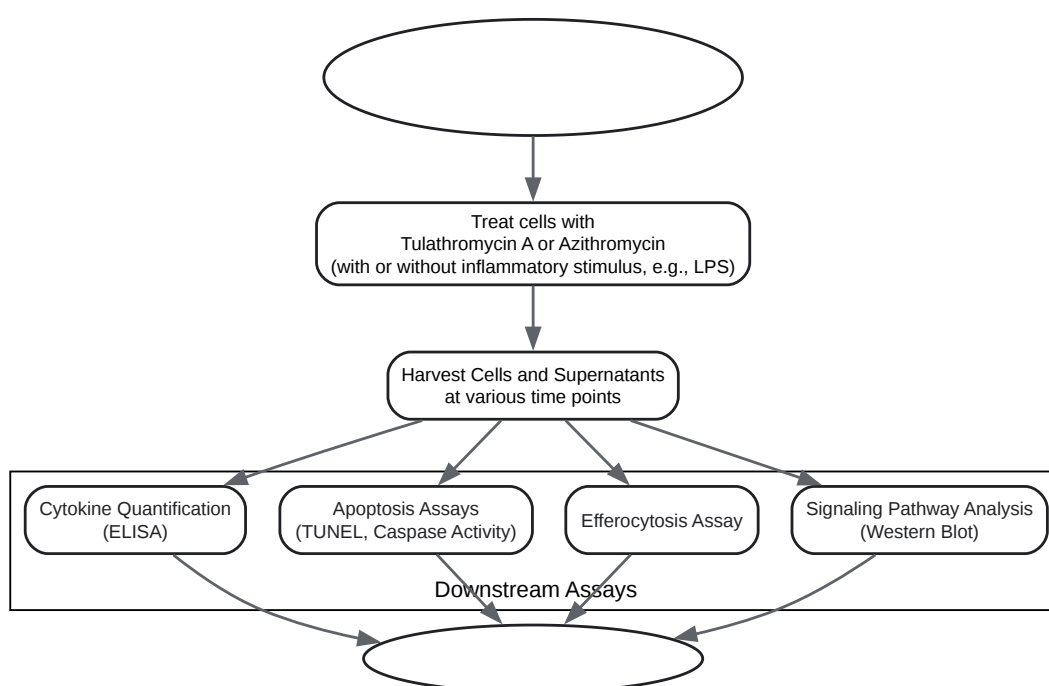 Treat cells with
Tulathromycin A or Azithromycin
(with or without inflammatory stimulus, e.g., LPS)
Harvest Cells and Supernatants
at various time points
Cytokine Quantification
(ELISA)
Apoptosis Assays
(TUNEL, Caspase Activity)
Efferocytosis Assay
Signaling Pathway Analysis
(Western Blot)
Downstream Assays